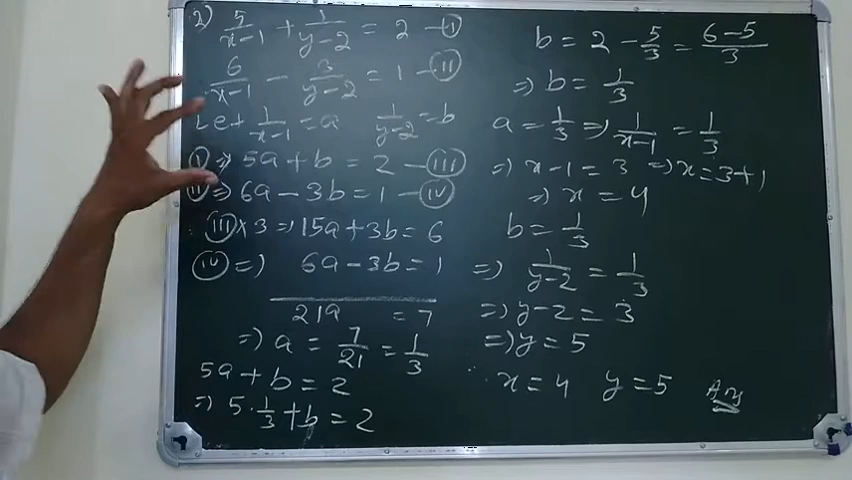 2) 5/(x-1) + 1/(y-2) = 2 - (I)
6/(x-1) - 3/(y-2) = 1 - (II)
Let 1/(x-1) = a 1/(y-2) = b
(I) => 5a + b = 2 - (III)
(II) => 6a - 3b = 1 - (IV)
(III) × 3 => 15a + 3b = 6
(IV) => 6a - 3b = 1
21a = 7
=> a = 7/21 = 1/3
5a + b = 2
=> 5 · 1/3 + b = 2
b = 2 - 5/3 = (6-5)/3
=> b = 1/3
a = 1/3 => 1/(x-1) = 1/3
=> x - 1 = 3 => x = 3 + 1
=> x = 4
b = 1/3
=> 1/(y-2) = 1/3
=> y - 2 = 3
=> y = 5
∴ x = 4 y = 5 Ans